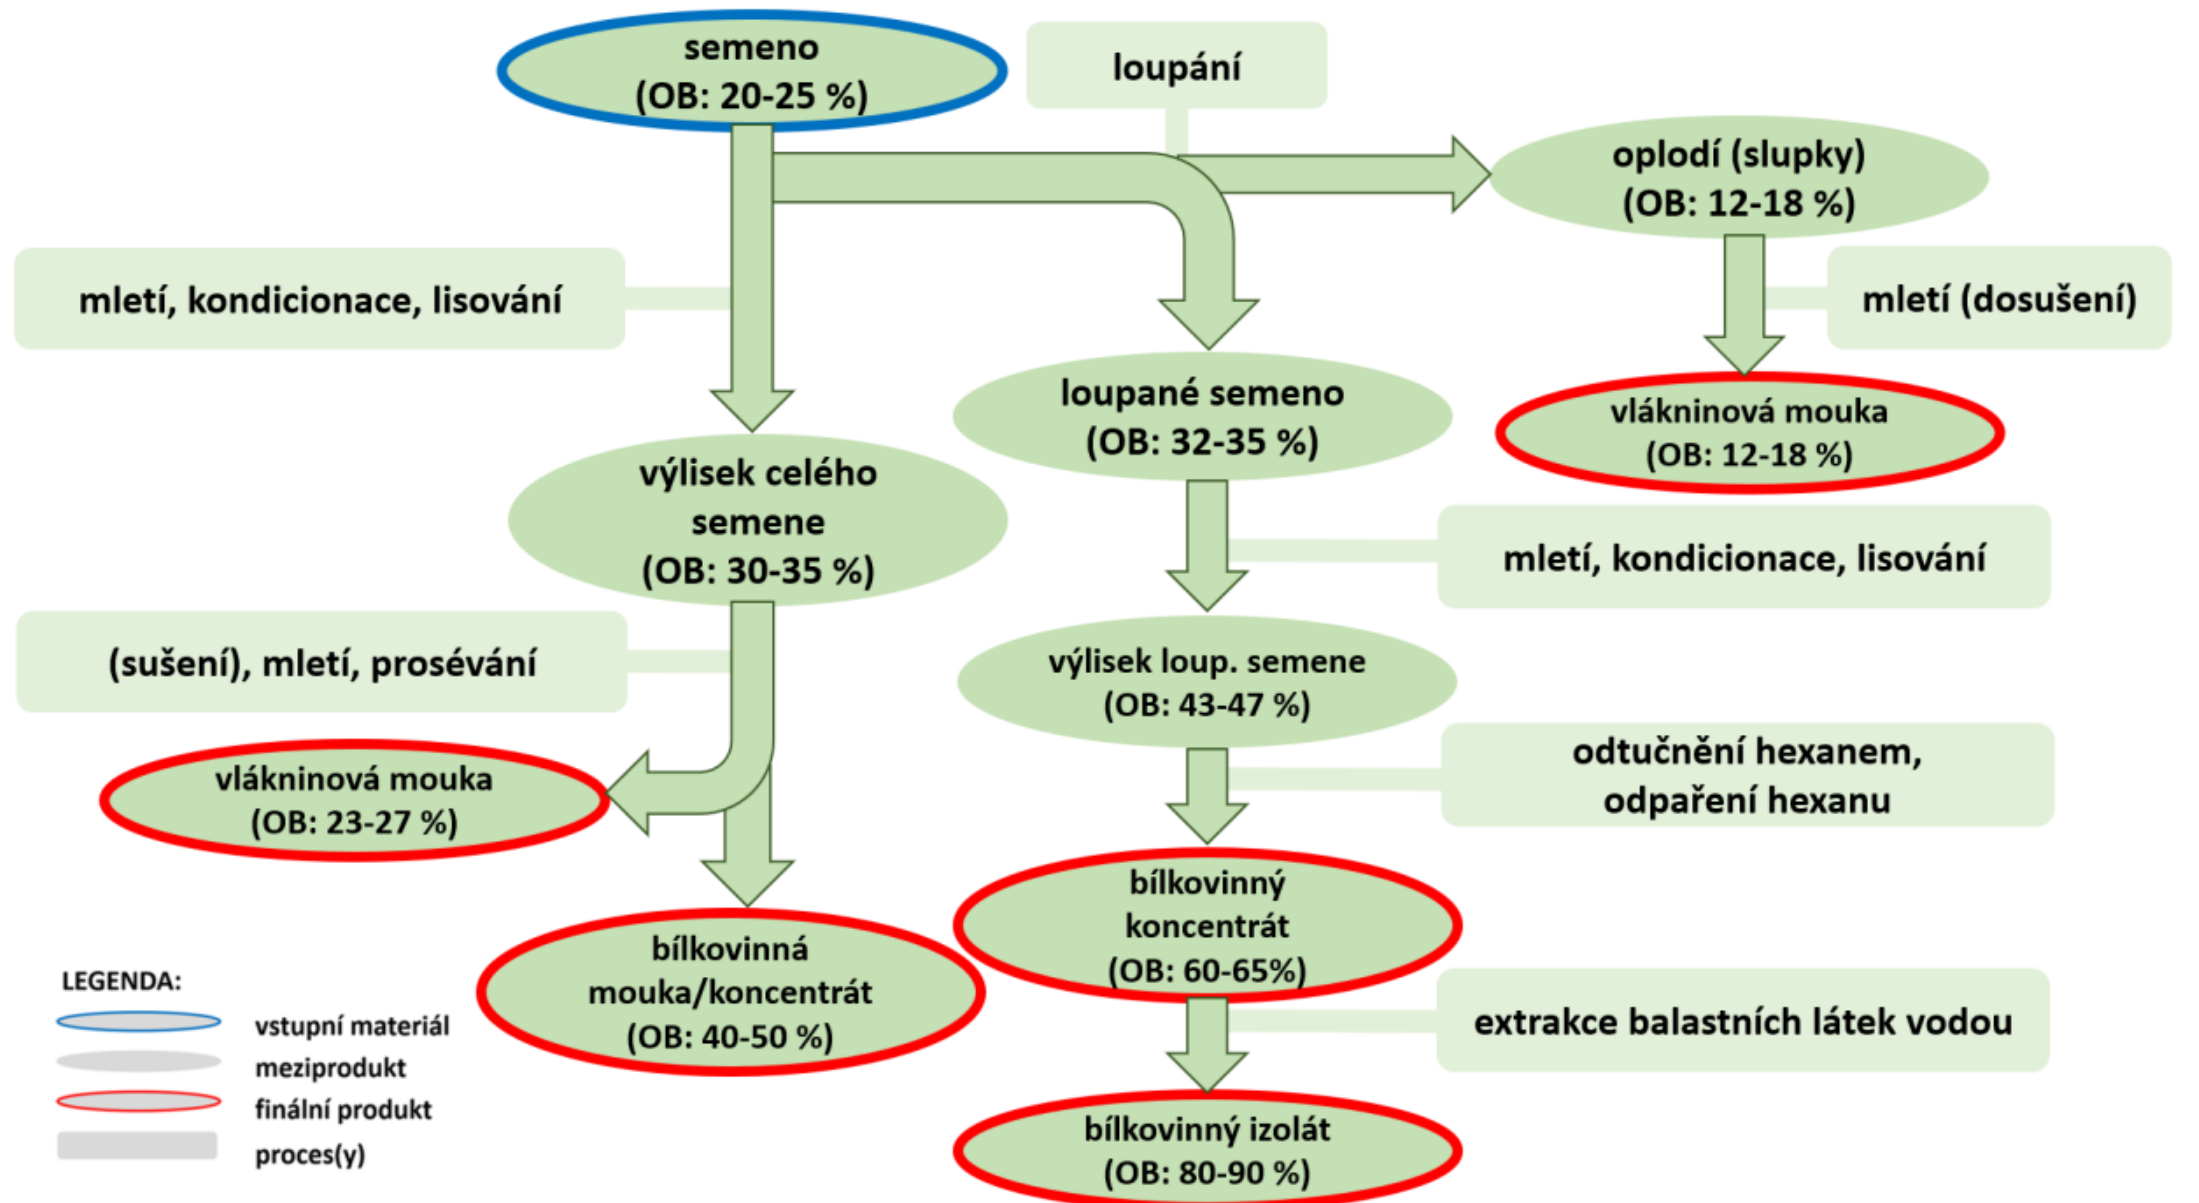 semeno
(OB: 20-25 %)
loupání
oplodí (slupky)
(OB: 12-18 %)
mletí, kondicionace, lisování
mletí (dosušení)
loupané semeno
(OB: 32-35 %)
vlákninová mouka
(OB: 12-18 %)
výlisek celého
semene
(OB: 30-35 %)
mletí, kondicionace, lisování
(sušení), mletí, prosévání
výlisek loup. semene
(OB: 43-47 %)
odtučnění hexanem,
odpaření hexanu
vlákninová mouka
(OB: 23-27 %)
bílkovinný
koncentrát
(OB: 60-65%)
bílkovinná
mouka/koncentrát
(OB: 40-50 %)
extrakce balastních látek vodou
bílkovinný izolát
(OB: 80-90 %)
LEGENDA:
vstupní materiál
meziprodukt
finální produkt
proces(y)